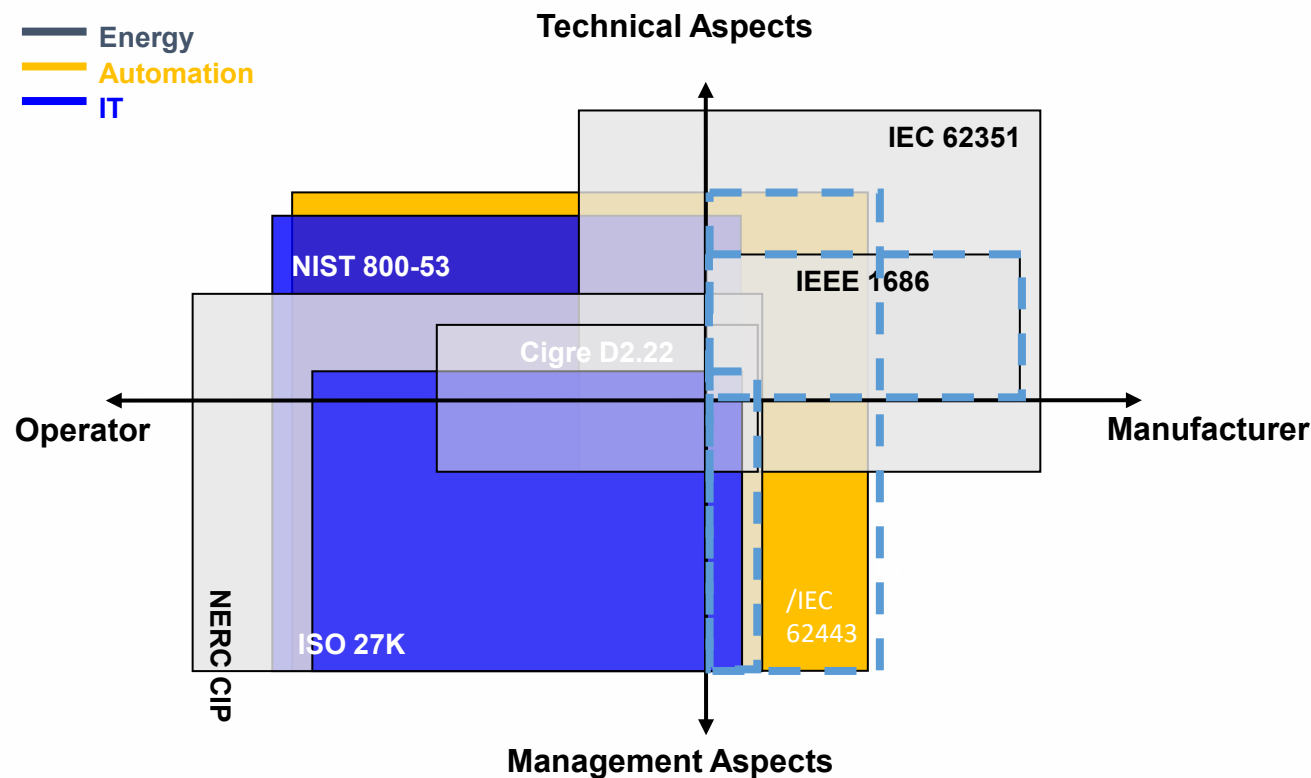 Technical Aspects
Energy
Automation
IT
IEC 62351
NIST 800-53
IEEE 1686
Cigre D2.22
Operator
Manufacturer
/IEC
62443
NERC CIP
ISO 27K
Management Aspects